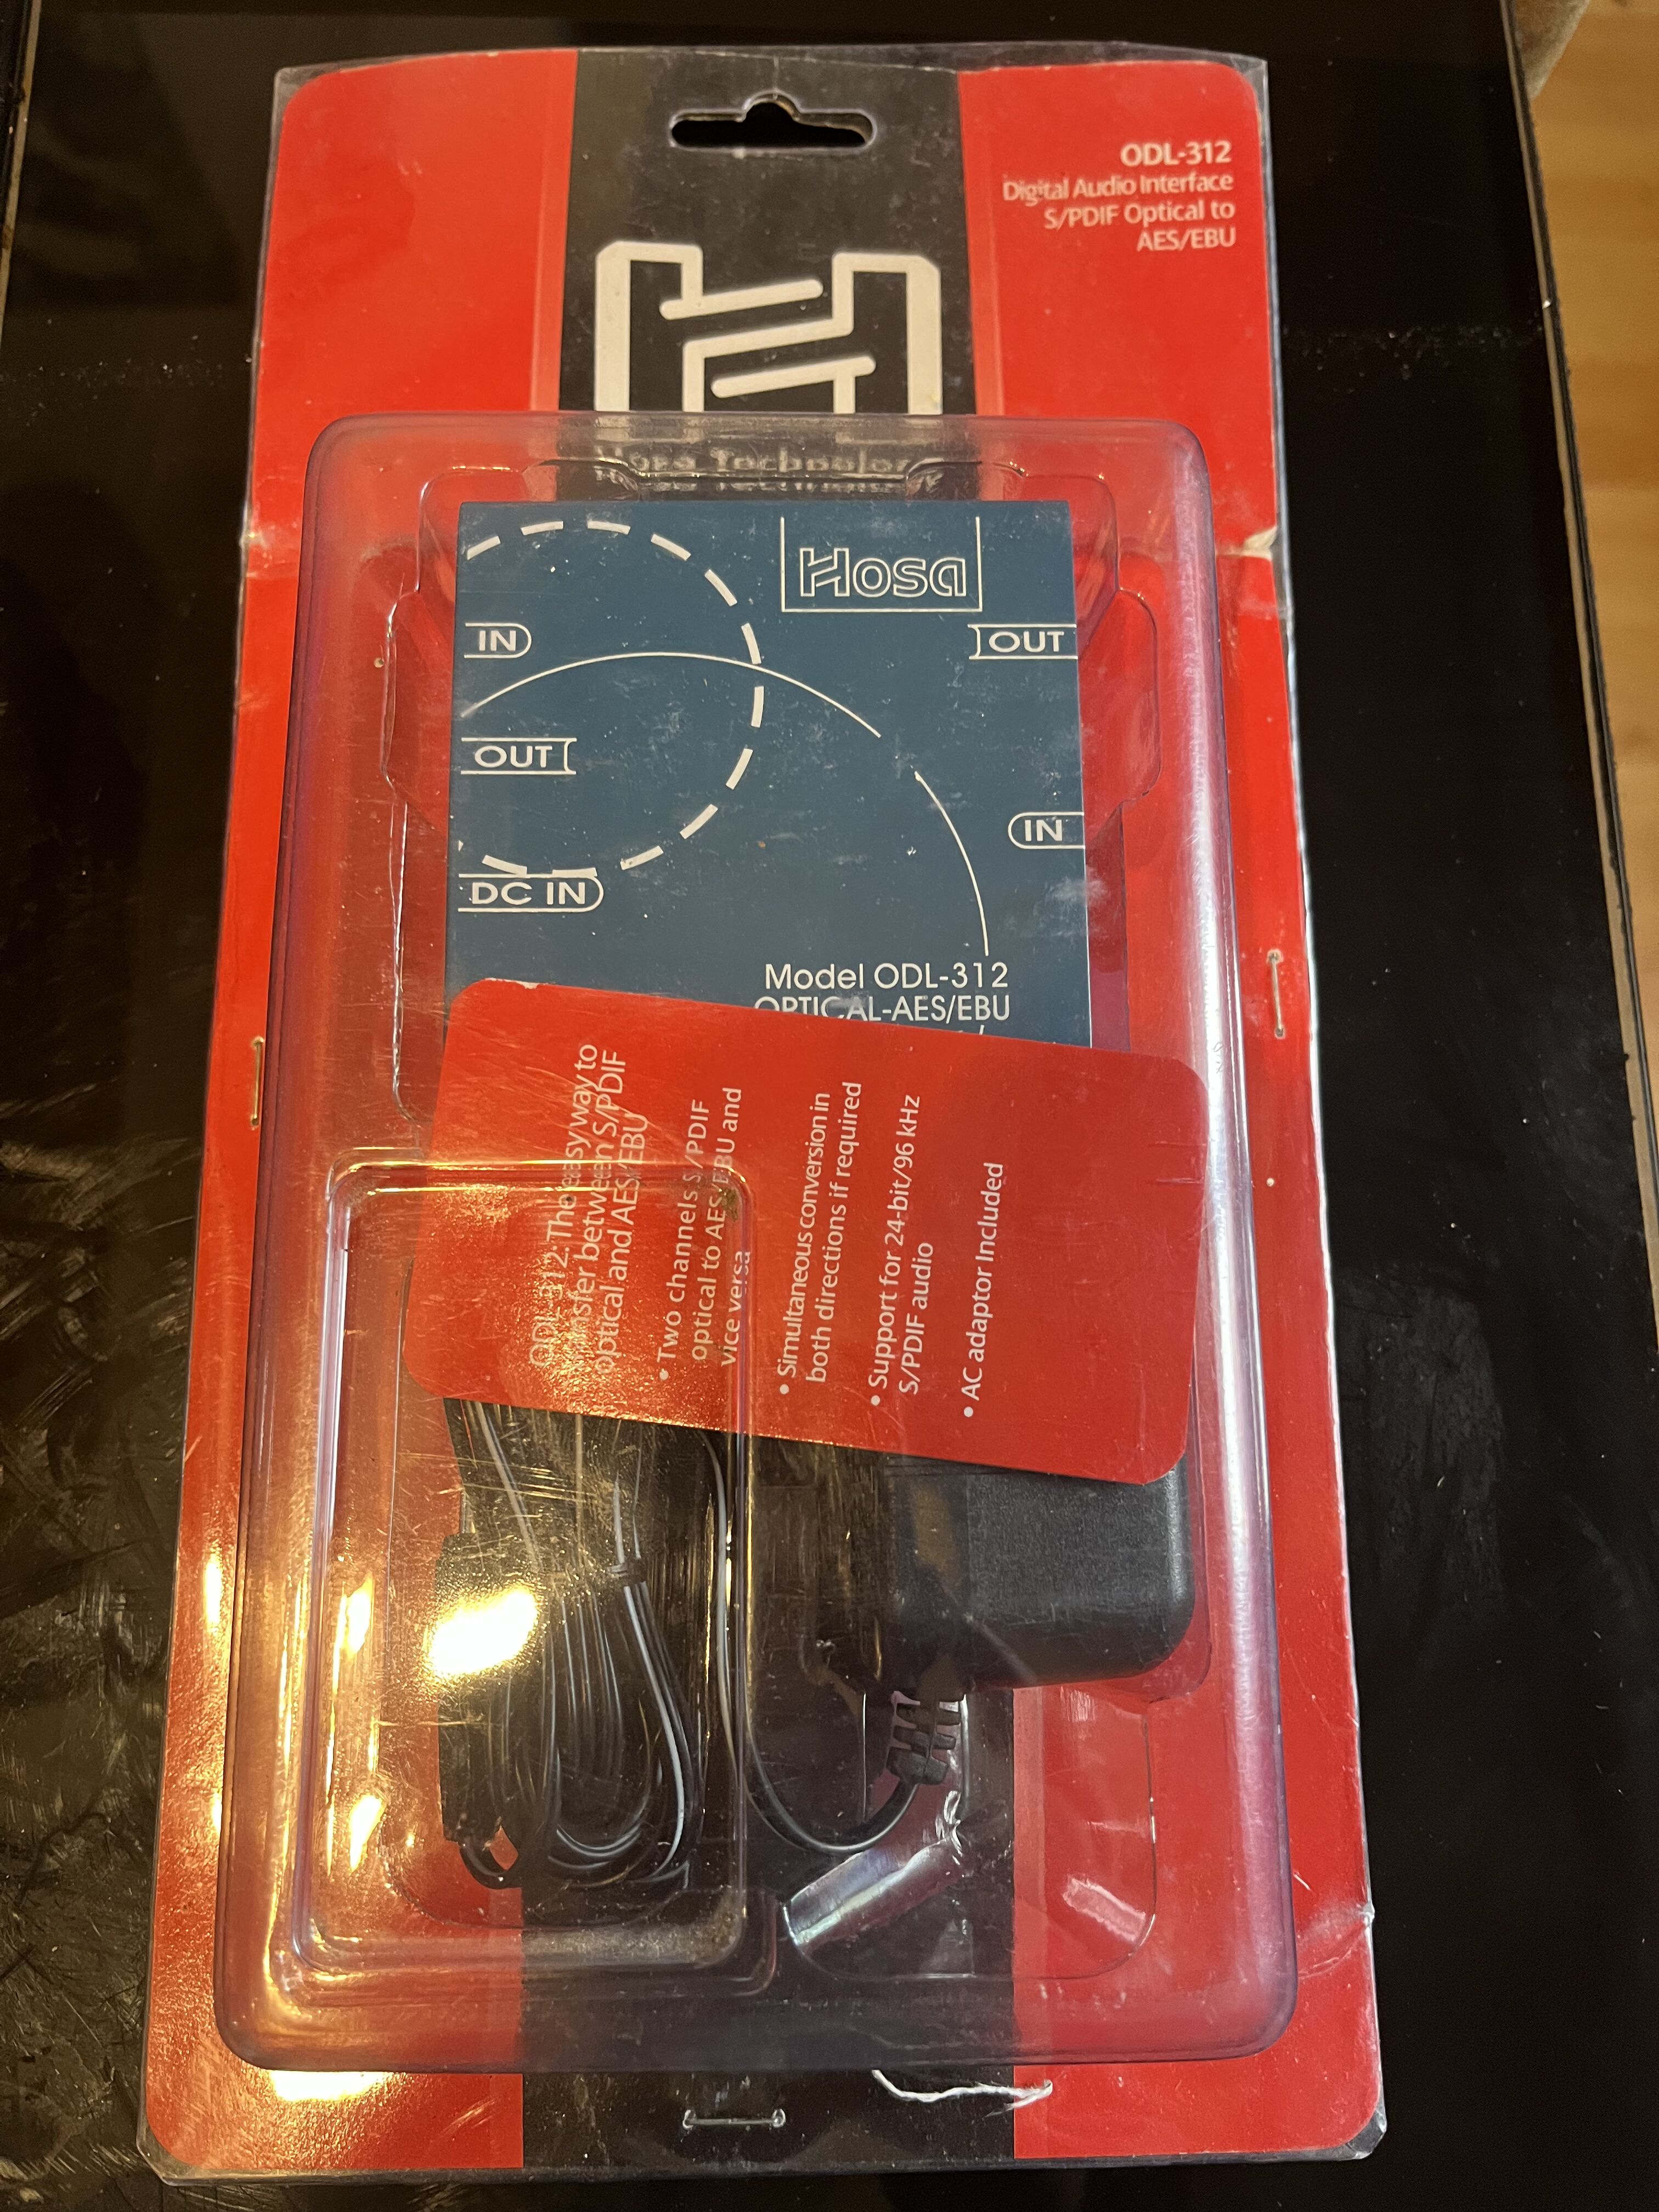 ODL-312
Digital Audio Interface
S/PDIF Optical to
AES/EBU
Hosa Technology
Hosa
IN
OUT
OUT
IN
DC IN
Model ODL-312
OPTICAL-AES/EBU
ODL-312: The easy way to
transfer between S/PDIF
optical and AES/EBU
• Two channels S/PDIF
optical to AES/EBU and
vice versa
• Simultaneous conversion in
both directions if required
• Support for 24-bit/96 kHz
S/PDIF audio
• AC adaptor included